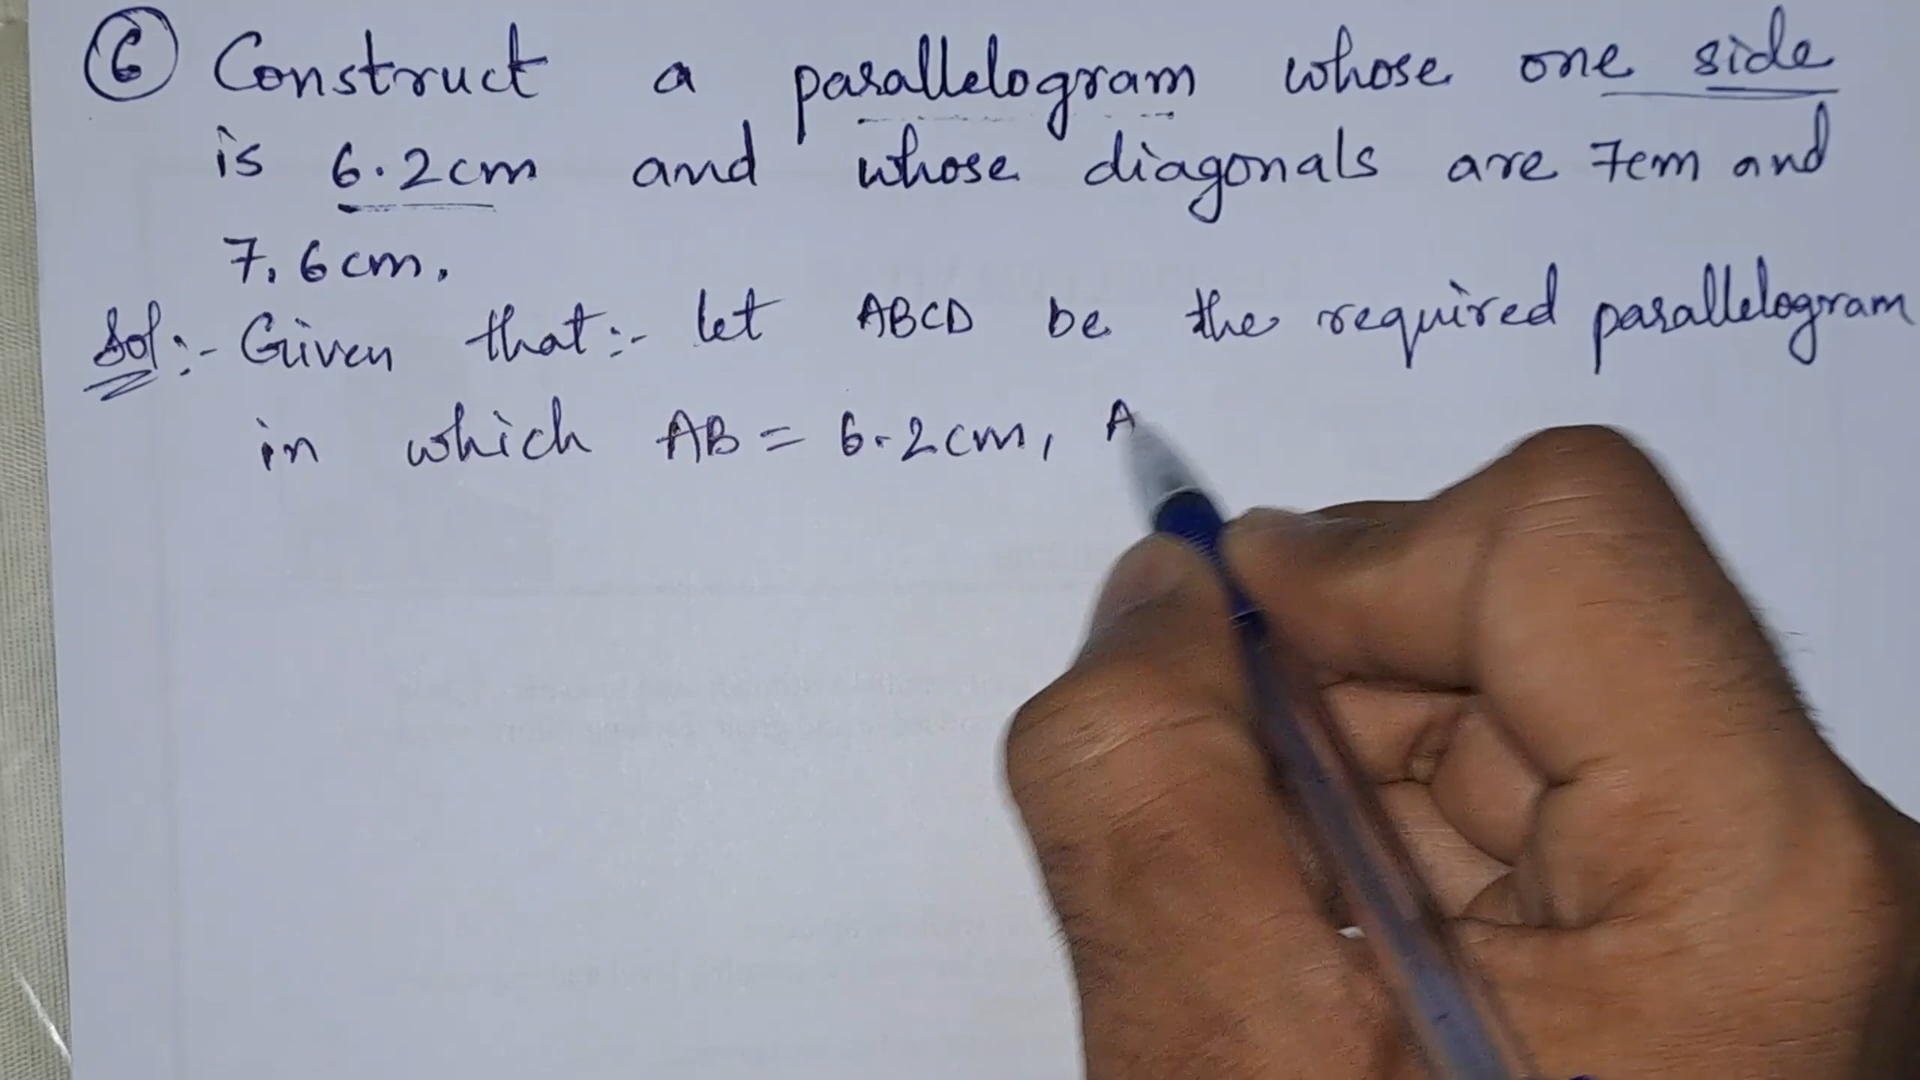 6 Construct a parallelogram whose one side
is 6.2cm and whose diagonals are 7cm and
7.6cm.
Sol:- Given that:- let ABCD be the required parallelogram
in which AB = 6.2cm, A